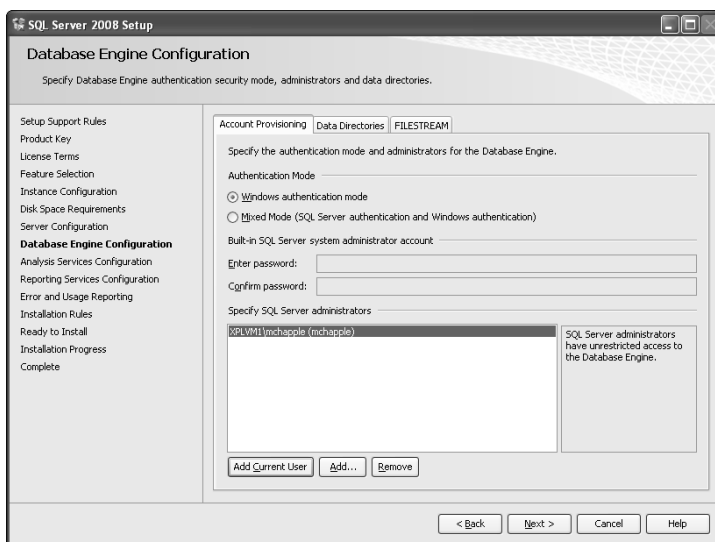 SQL Server 2008 Setup
Database Engine Configuration
Specify Database Engine authentication security mode, administrators and data directories.
Setup Support Rules
Product Key
License Terms
Feature Selection
Instance Configuration
Disk Space Requirements
Server Configuration
Database Engine Configuration
Analysis Services Configuration
Reporting Services Configuration
Error and Usage Reporting
Installation Rules
Ready to Install
Installation Progress
Complete
Account Provisioning Data Directories FILESTREAM
Specify the authentication mode and administrators for the Database Engine.
Authentication Mode
Windows authentication mode
Mixed Mode (SQL Server authentication and Windows authentication)
Built-in SQL Server system administrator account
Enter password:
Confirm password:
Specify SQL Server administrators
XPLVM1\mchapple (mchapple)
SQL Server administrators
have unrestricted access to
the Database Engine.
Add Current User Add... Remove
< Back Next > Cancel Help